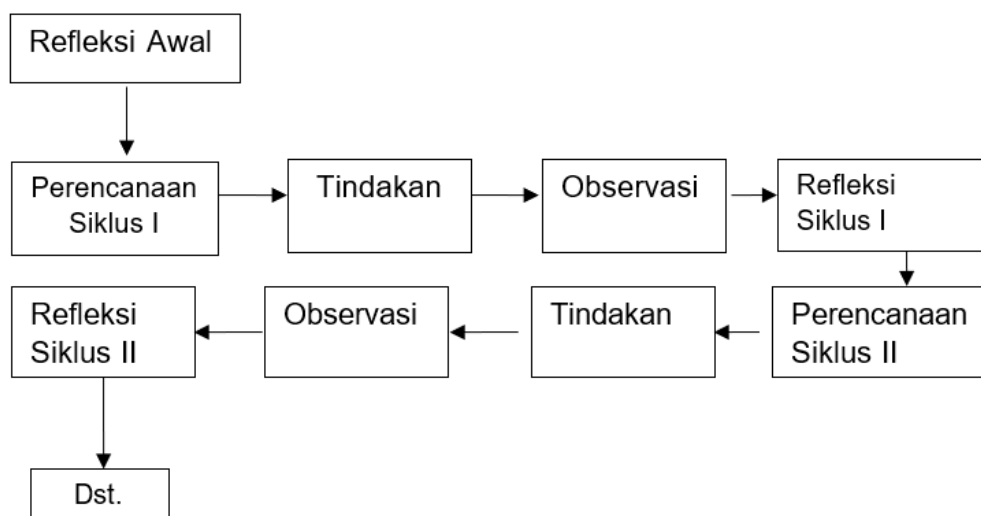 Refleksi Awal
Perencanaan
Siklus I
Tindakan
Observasi
Refleksi
Siklus I
Perencanaan
Siklus II
Tindakan
Observasi
Refleksi
Siklus II
Dst.